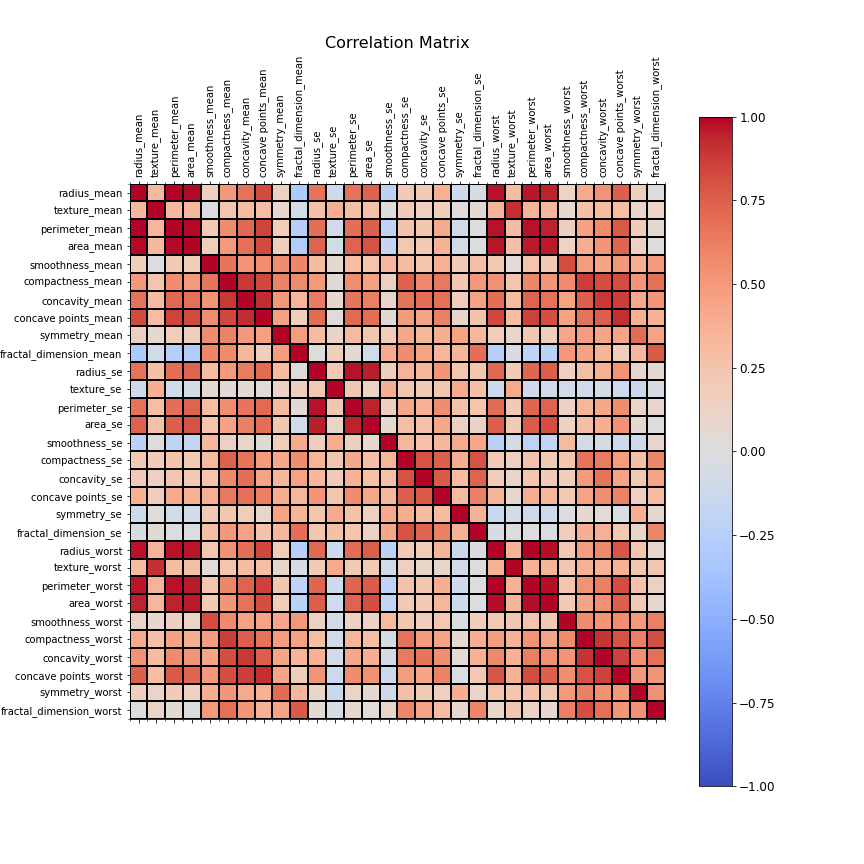 Correlation Matrix
radius_mean
texture_mean
perimeter_mean
area_mean
smoothness_mean
compactness_mean
concavity_mean
concave points_mean
symmetry_mean
fractal_dimension_mean
radius_se
texture_se
perimeter_se
area_se
smoothness_se
compactness_se
concavity_se
concave points_se
symmetry_se
fractal_dimension_se
radius_worst
texture_worst
perimeter_worst
area_worst
smoothness_worst
compactness_worst
concavity_worst
concave points_worst
symmetry_worst
fractal_dimension_worst
radius_mean
texture_mean
perimeter_mean
area_mean
smoothness_mean
compactness_mean
concavity_mean
concave points_mean
symmetry_mean
fractal_dimension_mean
radius_se
texture_se
perimeter_se
area_se
smoothness_se
compactness_se
concavity_se
concave points_se
symmetry_se
fractal_dimension_se
radius_worst
texture_worst
perimeter_worst
area_worst
smoothness_worst
compactness_worst
concavity_worst
concave points_worst
symmetry_worst
fractal_dimension_worst
1.00
0.75
0.50
0.25
0.00
−0.25
−0.50
−0.75
−1.00